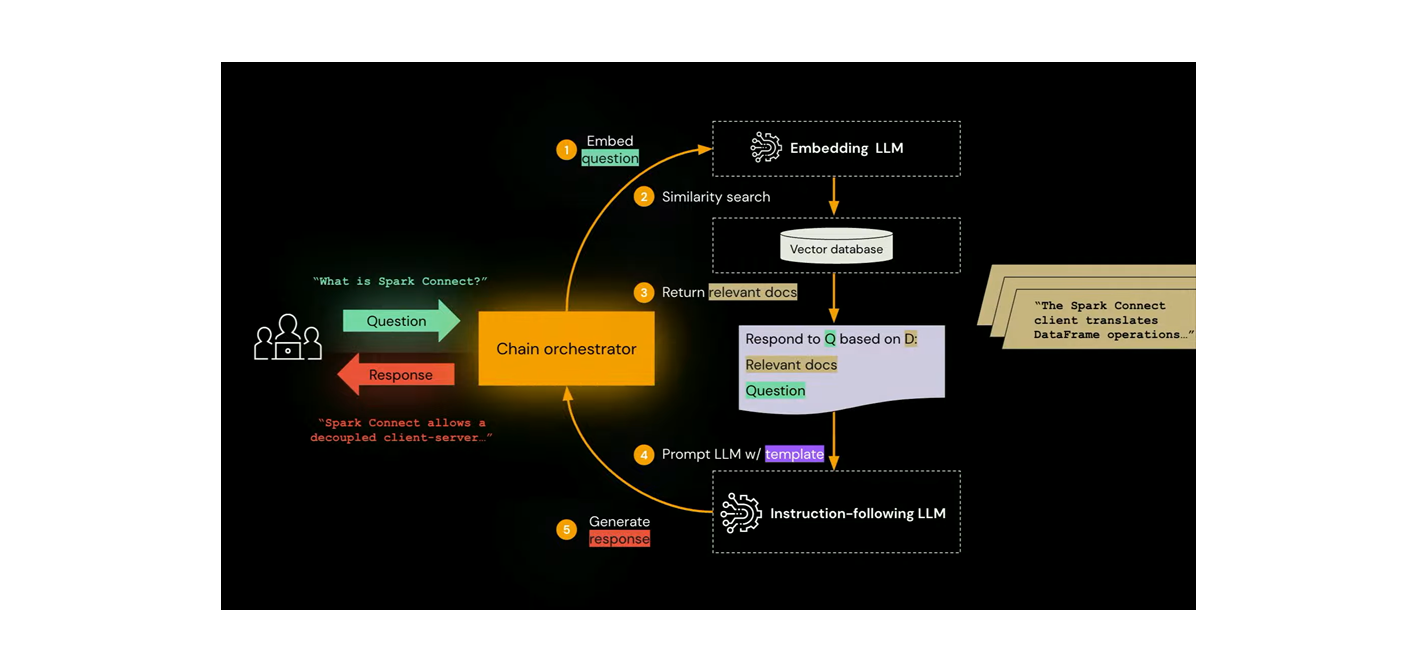 1
Embed
question
Embedding LLM
2
Similarity search
Vector database
3
Return relevant docs
“What is Spark Connect?”
Question
Chain orchestrator
Response
“Spark Connect allows a
decoupled client-server…”
Respond to Q based on D:
Relevant docs
Question
“The Spark Connect
client translates
DataFrame operations…”
4
Prompt LLM w/ template
Instruction-following LLM
5
Generate
response